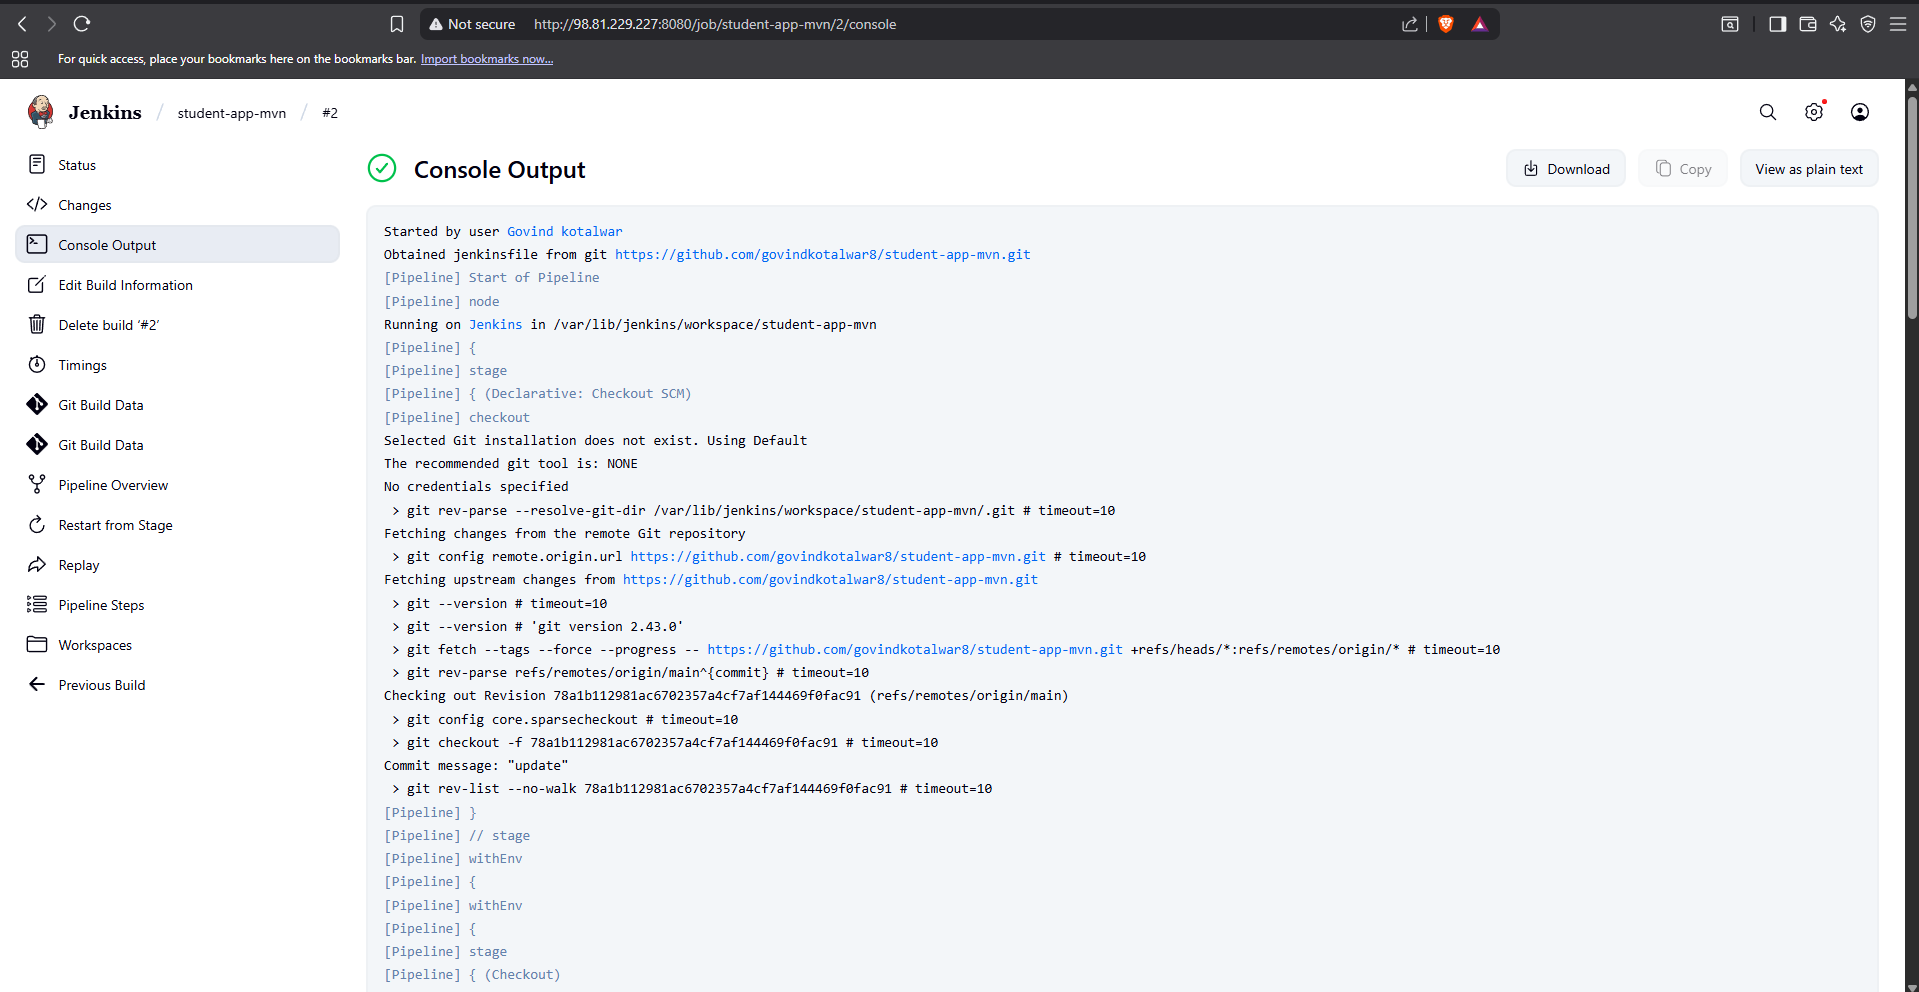 Not secure http://98.81.229.227:8080/job/student-app-mvn/2/console
For quick access, place your bookmarks here on the bookmarks bar. Import bookmarks now...
Jenkins / student-app-mvn / #2
Status
Changes
Console Output
Edit Build Information
Delete build ‘#2’
Timings
Git Build Data
Git Build Data
Pipeline Overview
Restart from Stage
Replay
Pipeline Steps
Workspaces
Previous Build
Console Output
Download
Copy
View as plain text
Started by user Govind kotalwar
Obtained jenkinsfile from git https://github.com/govindkotalwar8/student-app-mvn.git
[Pipeline] Start of Pipeline
[Pipeline] node
Running on Jenkins in /var/lib/jenkins/workspace/student-app-mvn
[Pipeline] {
[Pipeline] stage
[Pipeline] { (Declarative: Checkout SCM)
[Pipeline] checkout
Selected Git installation does not exist. Using Default
The recommended git tool is: NONE
No credentials specified
> git rev-parse --resolve-git-dir /var/lib/jenkins/workspace/student-app-mvn/.git # timeout=10
Fetching changes from the remote Git repository
> git config remote.origin.url https://github.com/govindkotalwar8/student-app-mvn.git # timeout=10
Fetching upstream changes from https://github.com/govindkotalwar8/student-app-mvn.git
> git --version # timeout=10
> git --version # 'git version 2.43.0'
> git fetch --tags --force --progress -- https://github.com/govindkotalwar8/student-app-mvn.git +refs/heads/*:refs/remotes/origin/* # timeout=10
> git rev-parse refs/remotes/origin/main^{commit} # timeout=10
Checking out Revision 78a1b112981ac6702357a4cf7af144469f0fac91 (refs/remotes/origin/main)
> git config core.sparsecheckout # timeout=10
> git checkout -f 78a1b112981ac6702357a4cf7af144469f0fac91 # timeout=10
Commit message: "update"
> git rev-list --no-walk 78a1b112981ac6702357a4cf7af144469f0fac91 # timeout=10
[Pipeline] }
[Pipeline] // stage
[Pipeline] withEnv
[Pipeline] {
[Pipeline] withEnv
[Pipeline] {
[Pipeline] stage
[Pipeline] { (Checkout)